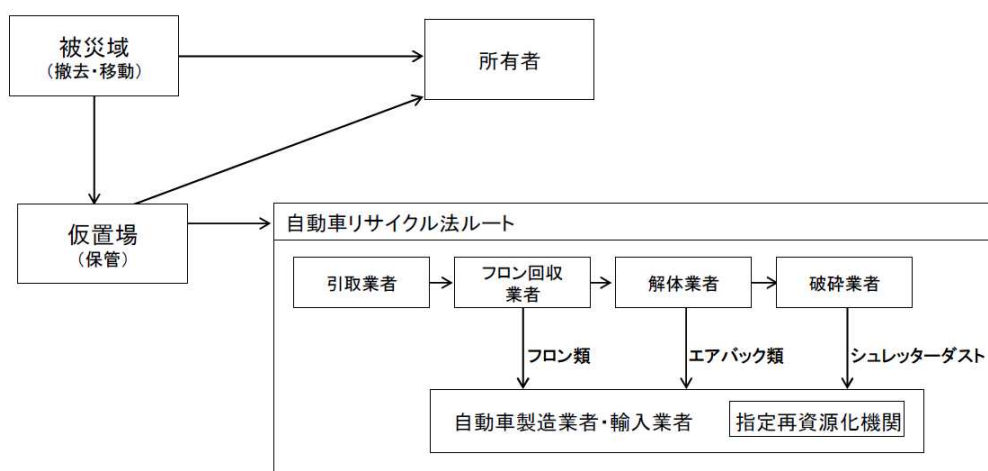 被災域
（撤去・移動）
所有者
仮置場
（保管）
自動車リサイクル法ルート
引取業者
フロン回収
業者
解体業者
破砕業者
フロン類
エアバック類
シュレッターダスト
自動車製造業者・輸入業者
指定再資源化機関